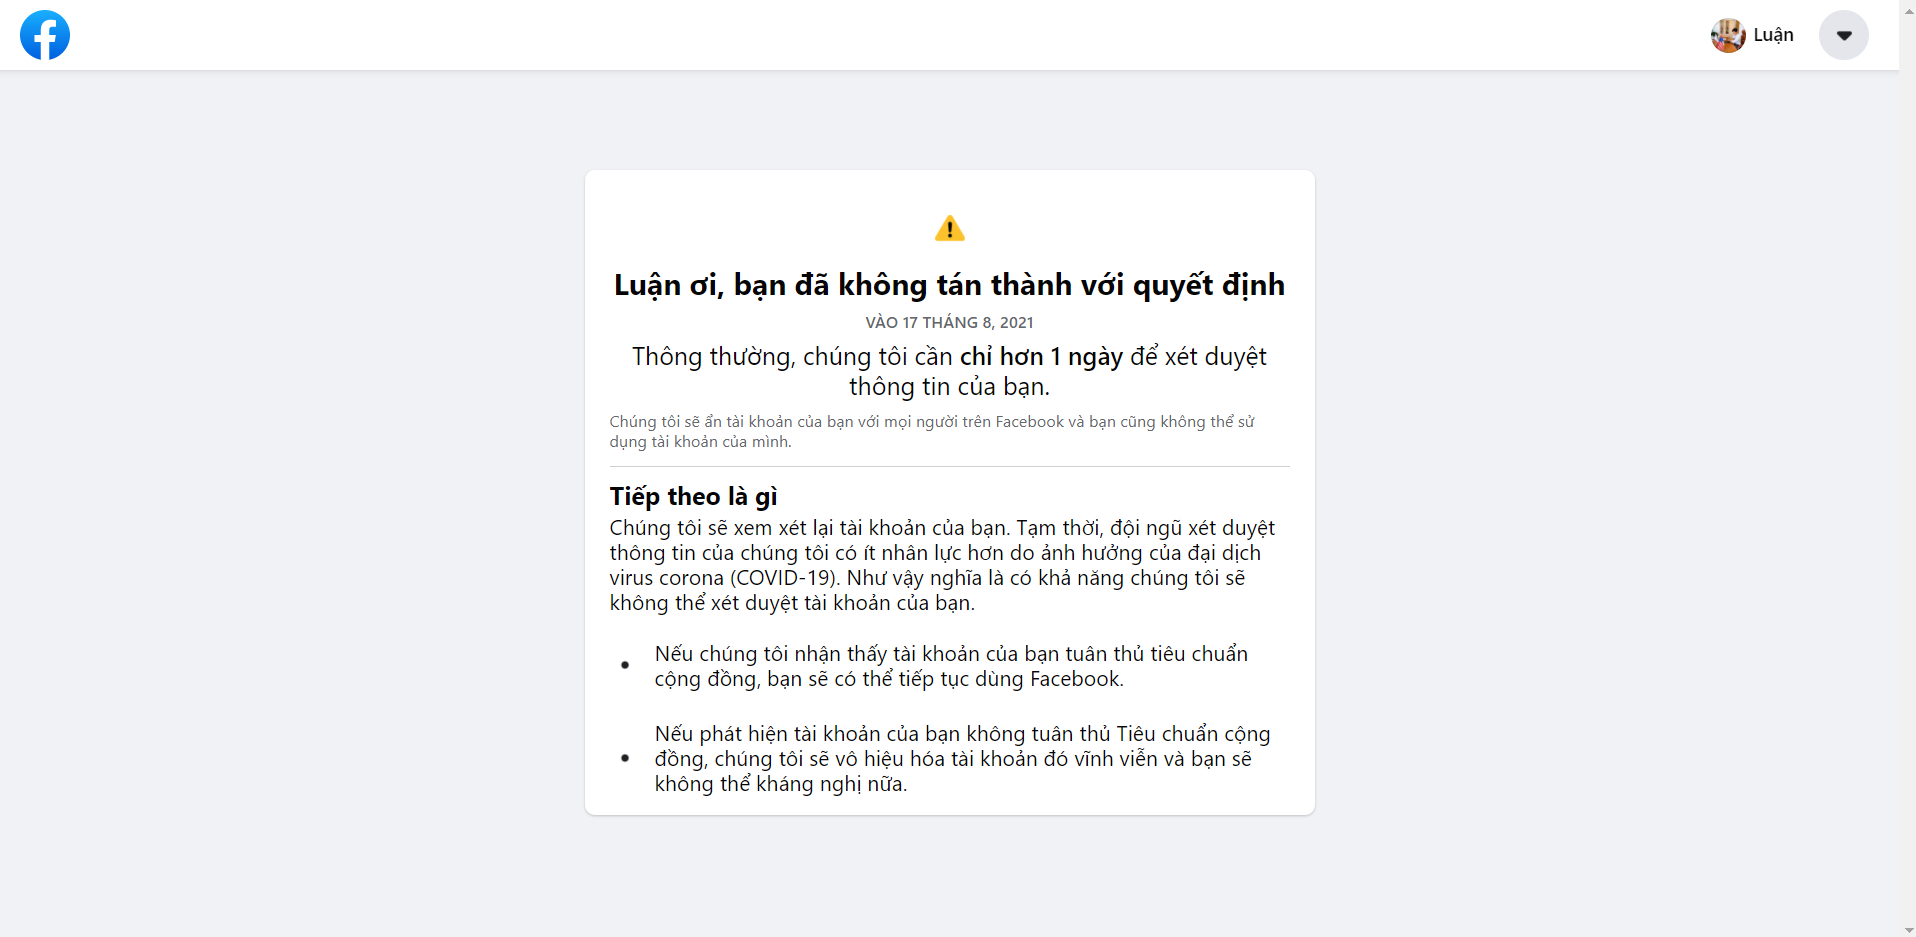 Luận
Luận ơi, bạn đã không tán thành với quyết định
VÀO 17 THÁNG 8, 2021
Thông thường, chúng tôi cần chỉ hơn 1 ngày để xét duyệt
thông tin của bạn.
Chúng tôi sẽ ẩn tài khoản của bạn với mọi người trên Facebook và bạn cũng không thể sử
dụng tài khoản của mình.
Tiếp theo là gì
Chúng tôi sẽ xem xét lại tài khoản của bạn. Tạm thời, đội ngũ xét duyệt
thông tin của chúng tôi có ít nhân lực hơn do ảnh hưởng của đại dịch
virus corona (COVID-19). Như vậy nghĩa là có khả năng chúng tôi sẽ
không thể xét duyệt tài khoản của bạn.
• Nếu chúng tôi nhận thấy tài khoản của bạn tuân thủ tiêu chuẩn
cộng đồng, bạn sẽ có thể tiếp tục dùng Facebook.
• Nếu phát hiện tài khoản của bạn không tuân thủ Tiêu chuẩn cộng
đồng, chúng tôi sẽ vô hiệu hóa tài khoản đó vĩnh viễn và bạn sẽ
không thể kháng nghị nữa.